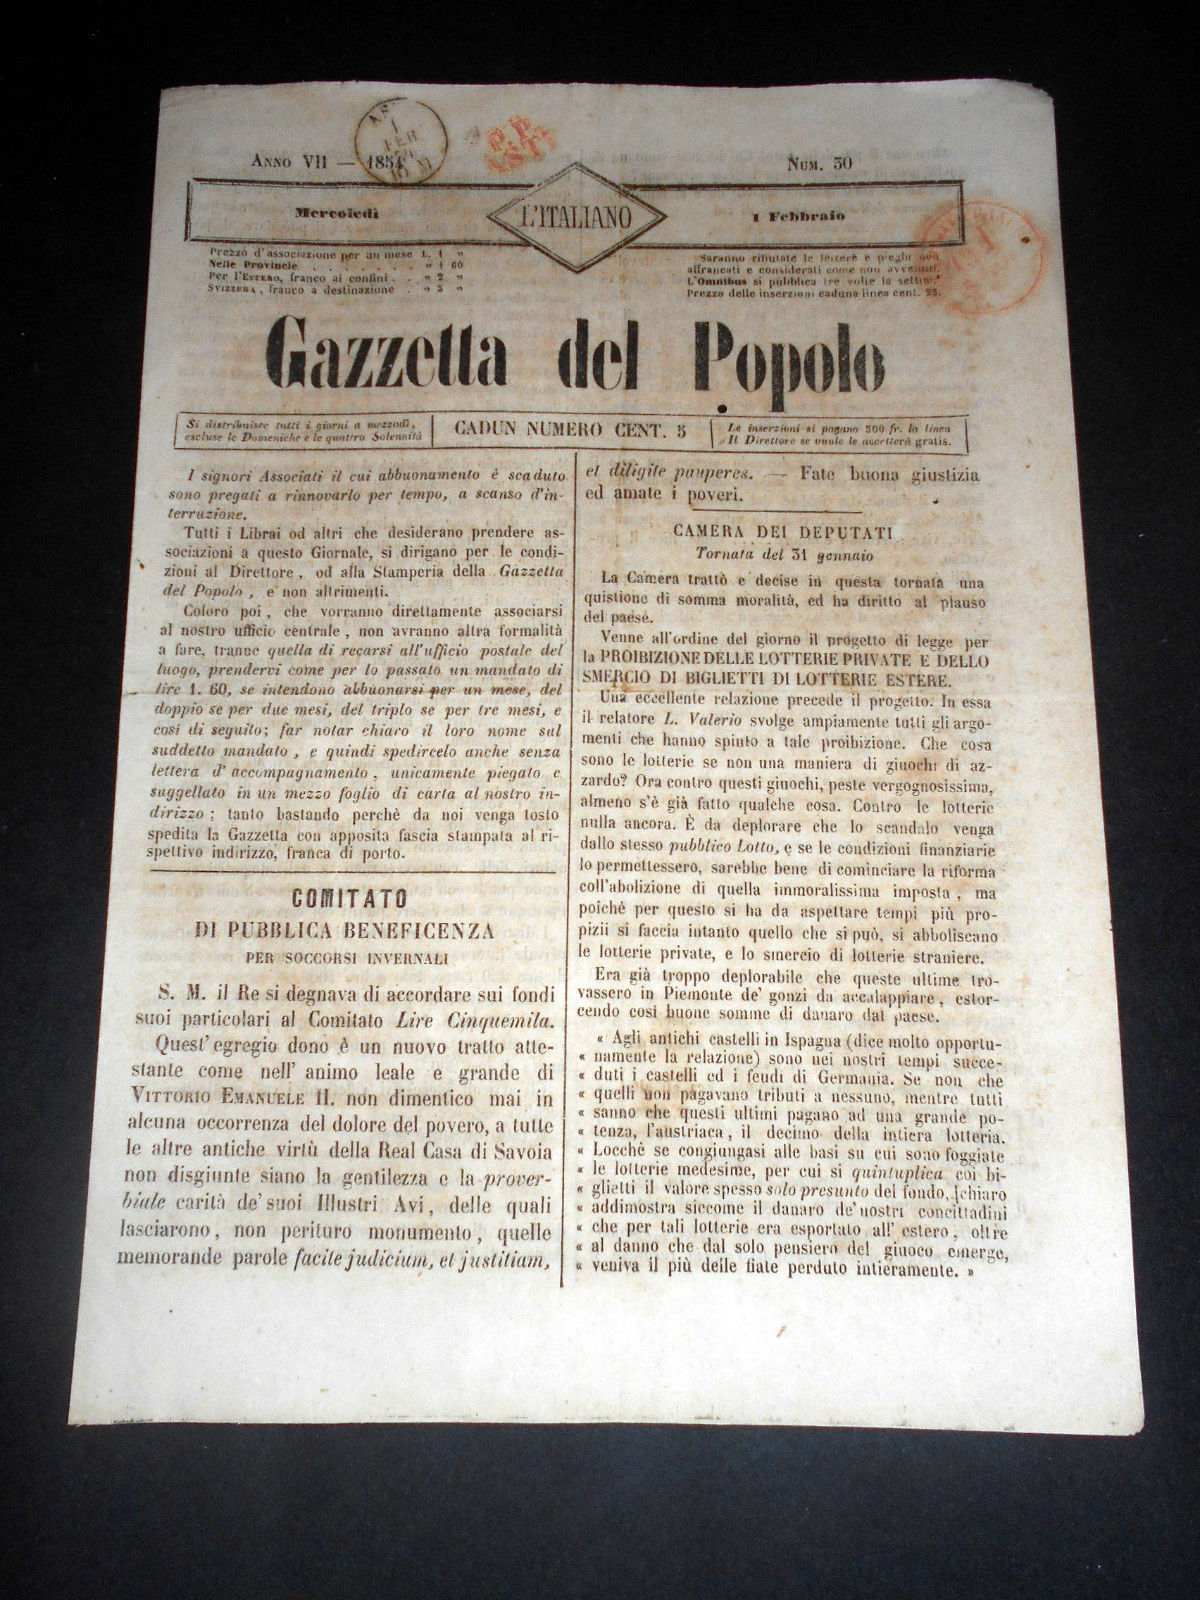 AS
1
FEB
10 M
P.P.
ASTI
ANNO VII — 1854
NUM. 30
Mercoledì
L'ITALIANO
1 Febbraio
Prezzo d'associazione per un mese L. 1 "
Nelle Provincie . . . . . . . " 1 60
Per l'ESTERO, franco ai confini . . " 2 "
SVIZZERA, franco a destinazione . " 3 "
Saranno rifiutate le lettere e pieghi non
affrancati e considerati come non avvenuti.
L'Omnibus si pubblica tre volte la settim.
Prezzo delle inserzioni caduna linea cent. 25.
Gazzetta del Popolo
Si distribuisce tutti i giorni a mezzodì,
escluse le Domeniche e le quattro Solennità
CADUN NUMERO CENT. 5
Le inserzioni si pagano 300 fr. la linea
Il Direttore se vuole le accetterà gratis.
I signori Associati il cui abbuonamento è scaduto
sono pregati a rinnovarlo per tempo, a scanso d'in-
terruzione.
Tutti i Librai od altri che desiderano prendere as-
sociazioni a questo Giornale, si dirigano per le condi-
zioni al Direttore, od alla Stamperia della Gazzetta
del Popolo, e non altrimenti.
Coloro poi, che vorranno direttamente associarsi
al nostro ufficio centrale, non avranno altra formalità
a fare, tranne quella di recarsi all'ufficio postale del
luogo, prendervi come per lo passato un mandato di
lire 1. 60, se intendono abbuonarsi per un mese, del
doppio se per due mesi, del triplo se per tre mesi, e
così di seguito; far notar chiaro il loro nome sul
suddetto mandato, e quindi spedircelo anche senza
lettera d'accompagnamento, unicamente piegato e
suggellato in un mezzo foglio di carta al nostro in-
dirizzo; tanto bastando perchè da noi venga tosto
spedita la Gazzetta con apposita fascia stampata al ri-
spettivo indirizzo, franca di porto.
COMITATO
DI PUBBLICA BENEFICENZA
PER SOCCORSI INVERNALI
S. M. il Re si degnava di accordare sui fondi
suoi particolari al Comitato Lire Cinquemila.
Quest'egregio dono è un nuovo tratto atte-
stante come nell'animo leale e grande di
VITTORIO EMANUELE II. non dimentico mai in
alcuna occorrenza del dolore del povero, a tutte
le altre antiche virtù della Real Casa di Savoia
non disgiunte siano la gentilezza e la prover-
biale carità de'suoi Illustri Avi, delle quali
lasciarono, non perituro monumento, quelle
memorande parole facite judicium, et justitiam,
et diligite pauperes. — Fate buona giustizia
ed amate i poveri.
CAMERA DEI DEPUTATI
Tornata del 31 gennaio
La Camera trattò e decise in questa tornata una
quistione di somma moralità, ed ha diritto al plauso
del paese.
Venne all'ordine del giorno il progetto di legge per
la PROIBIZIONE DELLE LOTTERIE PRIVATE E DELLO
SMERCIO DI BIGLIETTI DI LOTTERIE ESTERE.
Una eccellente relazione precede il progetto. In essa
il relatore L. Valerio svolge ampiamente tutti gli argo-
menti che hanno spinto a tale proibizione. Che cosa
sono le lotterie se non una maniera di giuochi di az-
zardo? Ora contro questi giuochi, peste vergognosissima,
almeno s'è già fatto qualche cosa. Contro le lotterie
nulla ancora. È da deplorare che lo scandalo venga
dallo stesso pubblico Lotto, e se le condizioni finanziarie
lo permettessero, sarebbe bene di cominciare la riforma
coll'abolizione di quella immoralissima imposta, ma
poichè per questo si ha da aspettare tempi più pro-
pizii si faccia intanto quello che si può, si aboliscano
le lotterie private, e lo smercio di lotterie straniere.
Era già troppo deplorabile che queste ultime tro-
vassero in Piemonte de' gonzi da accalappiare, estor-
cendo così buone somme di danaro dal paese.
« Agli antichi castelli in Ispagna (dice molto opportu-
« namente la relazione) sono nei nostri tempi succe-
« duti i castelli ed i feudi di Germania. Se non che
« quelli non pagavano tributi a nessuno, mentre tutti
« sanno che questi ultimi pagano ad una grande po-
« tenza, l'austriaca, il decimo della intiera lotteria.
« Locchè se congiungasi alle basi su cui sono foggiate
« le lotterie medesime, per cui si quintuplica coi bi-
« glietti il valore spesso solo presunto del fondo, chiaro
« addimostra siccome il danaro de'nostri concittadini
« che per tali lotterie era esportato all'estero, oltre
« al danno che dal solo pensiero del giuoco emerge,
« veniva il più delle fiate perduto intieramente. »